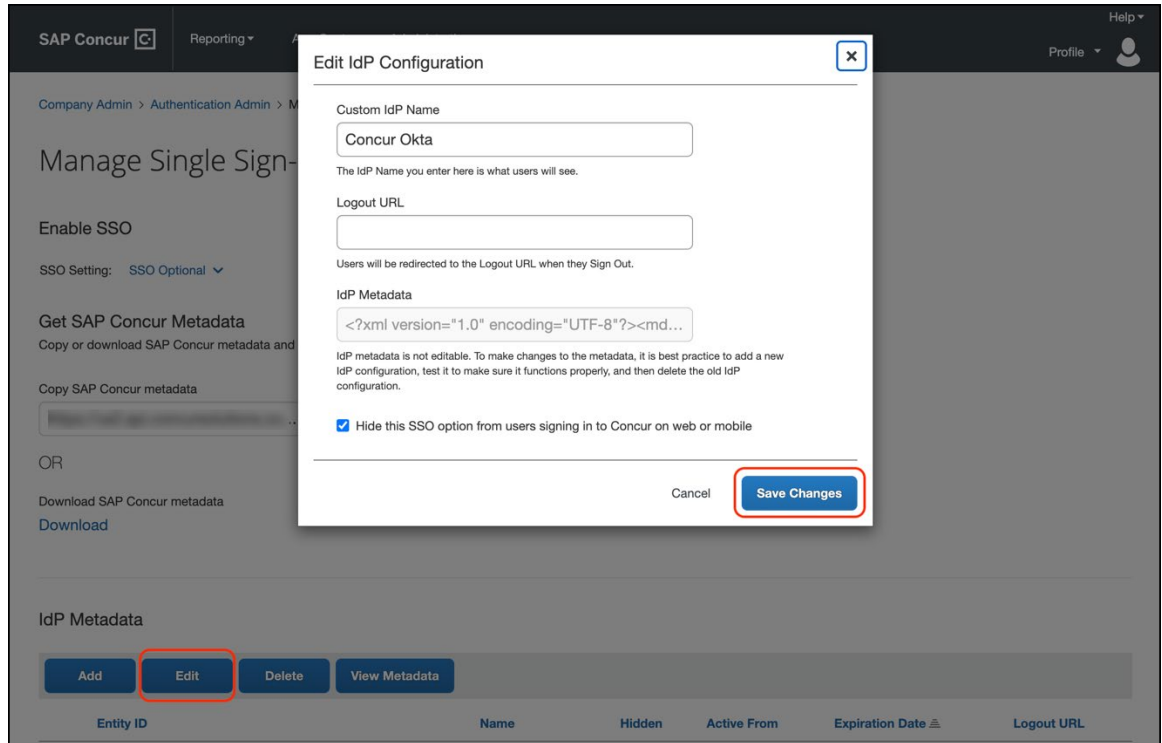 Help
SAP Concur
Reporting
Profile
Company Admin > Authentication Admin > M
Manage Single Sign-
Enable SSO
SSO Setting: SSO Optional
Get SAP Concur Metadata
Copy or download SAP Concur metadata and
Copy SAP Concur metadata
OR
Download SAP Concur metadata
Download
Edit IdP Configuration
Custom IdP Name
Concur Okta
The IdP Name you enter here is what users will see.
Logout URL
Users will be redirected to the Logout URL when they Sign Out.
IdP Metadata
<?xml version="1.0" encoding="UTF-8"?><md...
IdP metadata is not editable. To make changes to the metadata, it is best practice to add a new
IdP configuration, test it to make sure it functions properly, and then delete the old IdP
configuration.
Hide this SSO option from users signing in to Concur on web or mobile
Cancel Save Changes
IdP Metadata
Add Edit Delete View Metadata
Entity ID Name Hidden Active From Expiration Date Logout URL